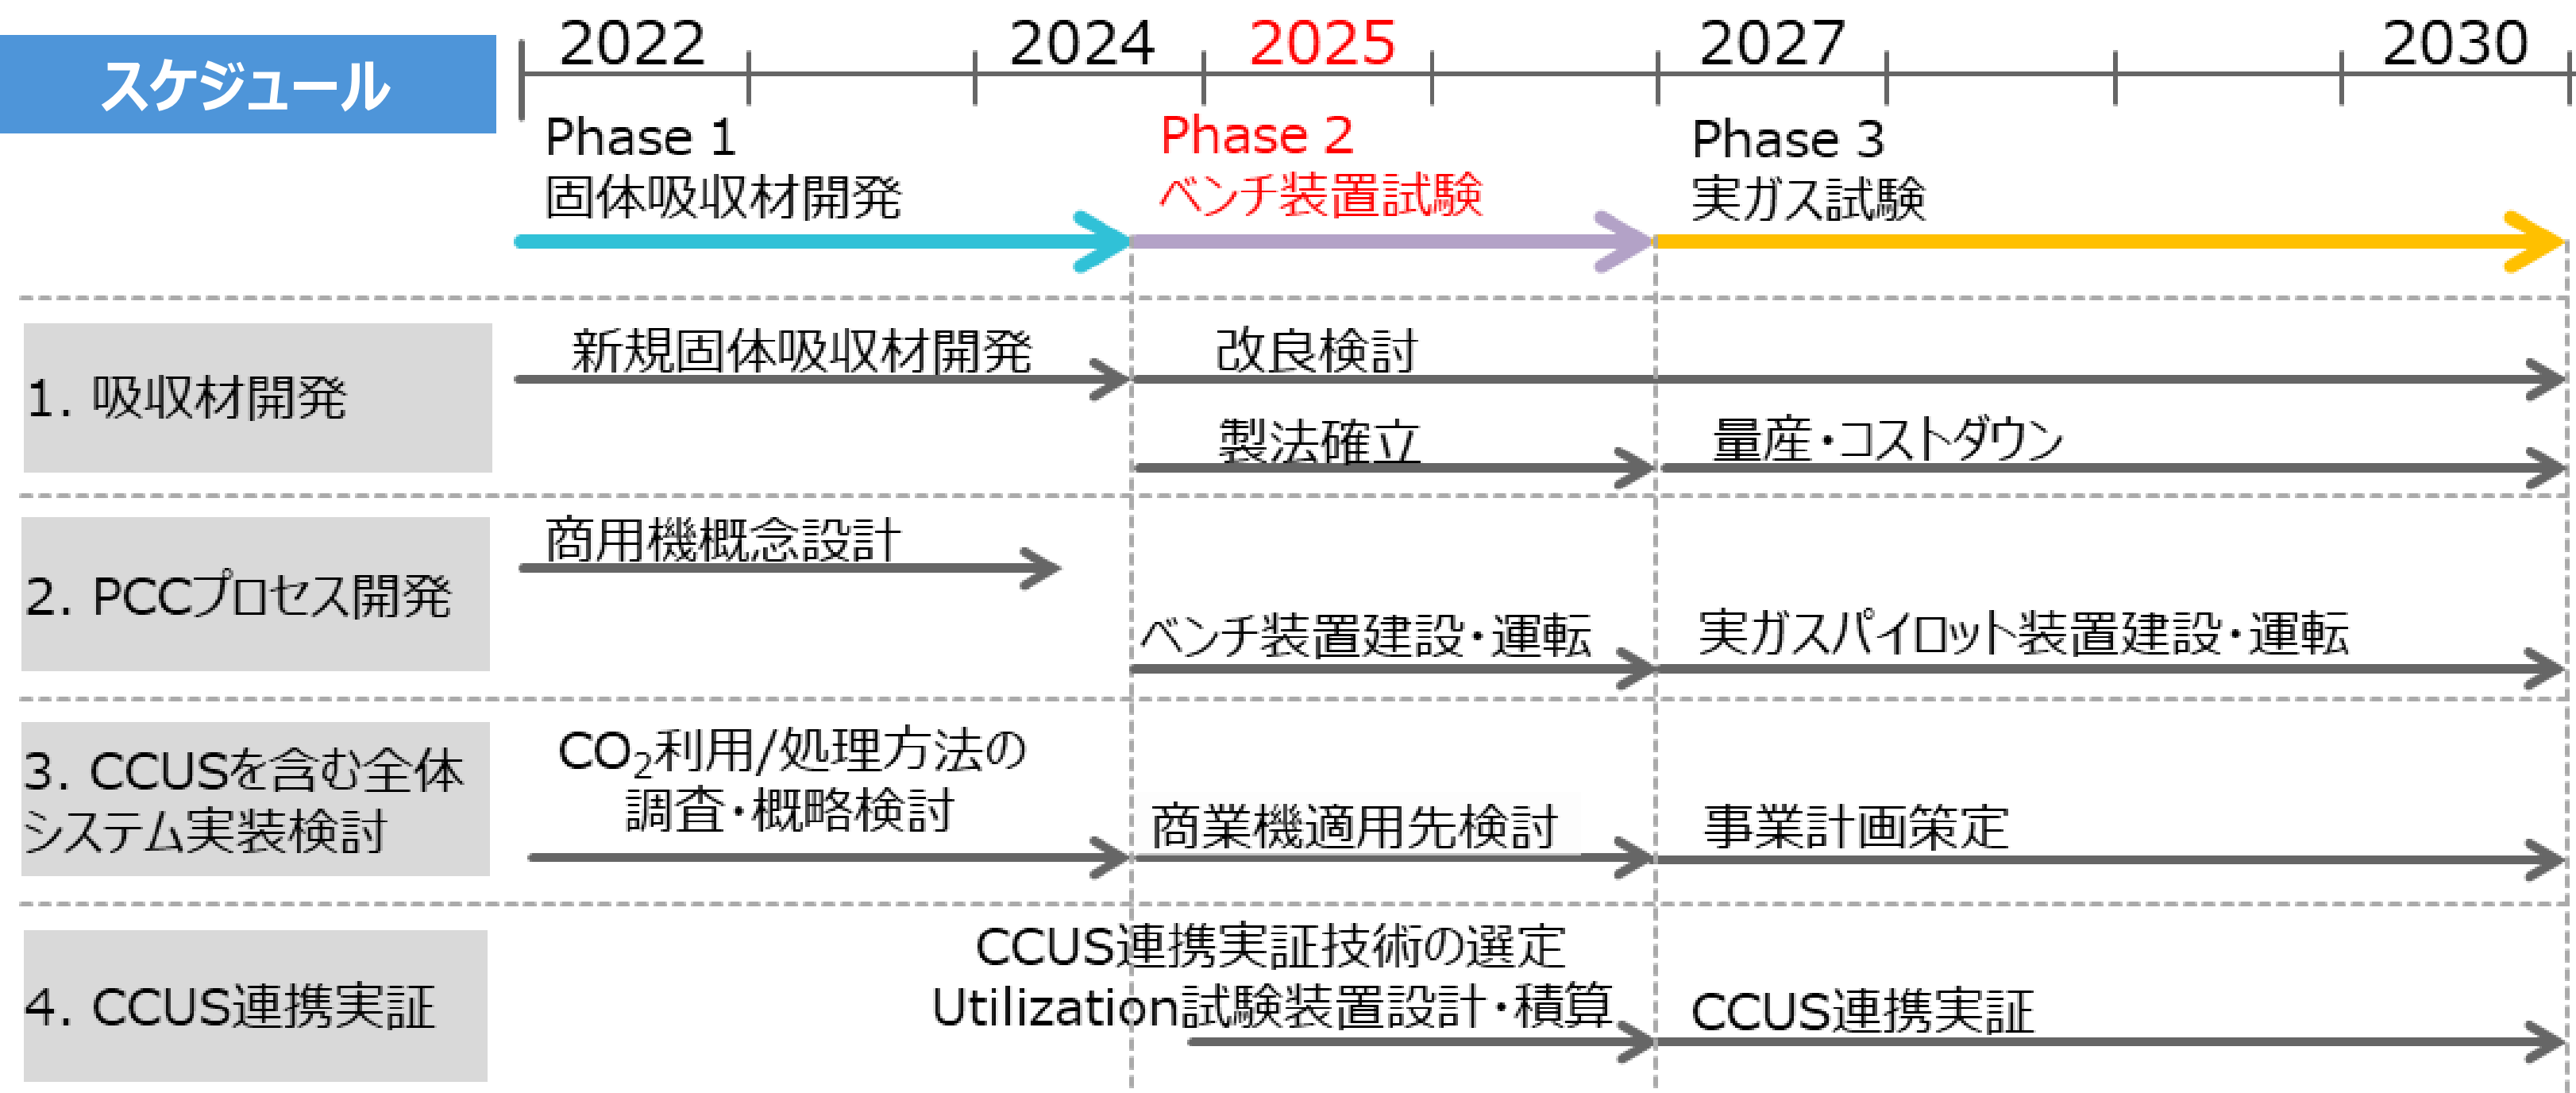 スケジュール
2022 2024 2025 2027 2030
Phase 1
固体吸収材開発
Phase 2
ベンチ装置試験
Phase 3
実ガス試験
1. 吸収材開発
新規固体吸収材開発
改良検討
製法確立
量産・コストダウン
2. PCCプロセス開発
商用機概念設計
ベンチ装置建設・運転
実ガスパイロット装置建設・運転
3. CCUSを含む全体
システム実装検討
CO₂利用/処理方法の
調査・概略検討
商業機適用先検討
事業計画策定
4. CCUS連携実証
CCUS連携実証技術の選定
Utilization試験装置設計・積算
CCUS連携実証